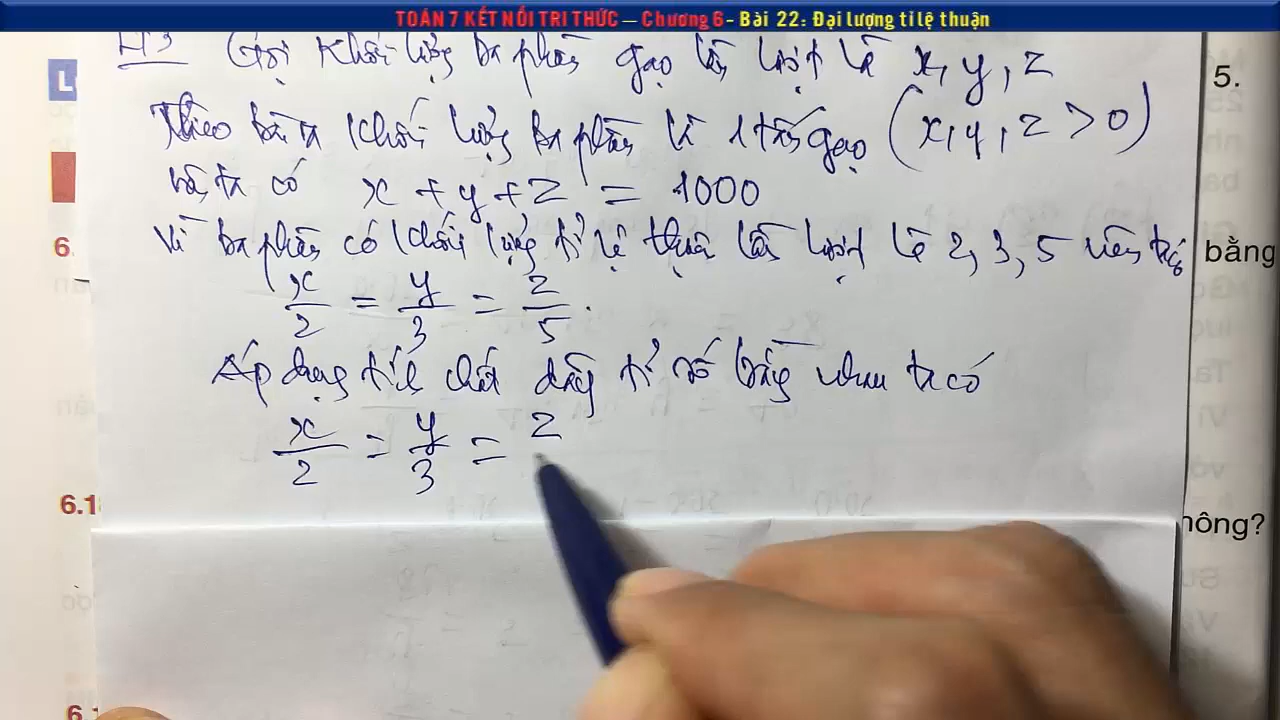 TOÁN 7 KẾT NỐI TRI THỨC – Chương 6 - Bài 22: Đại lượng tỉ lệ thuận
Gọi Khối lượng ba phần gạo lần lượt là x, y, z
Theo bài ra khối lượng ba phần là 1 tấn gạo (x, y, z > 0)
nên ta có x + y + z = 1000
Vì ba phần có khối lượng tỉ lệ thuận lần lượt là 2, 3, 5 nên ta có
x/2 = y/3 = z/5.
Áp dụng tính chất dãy tỉ số bằng nhau ta có
x/2 = y/3 = z
L
6.
6.1
6.
5.
bằng
hông?